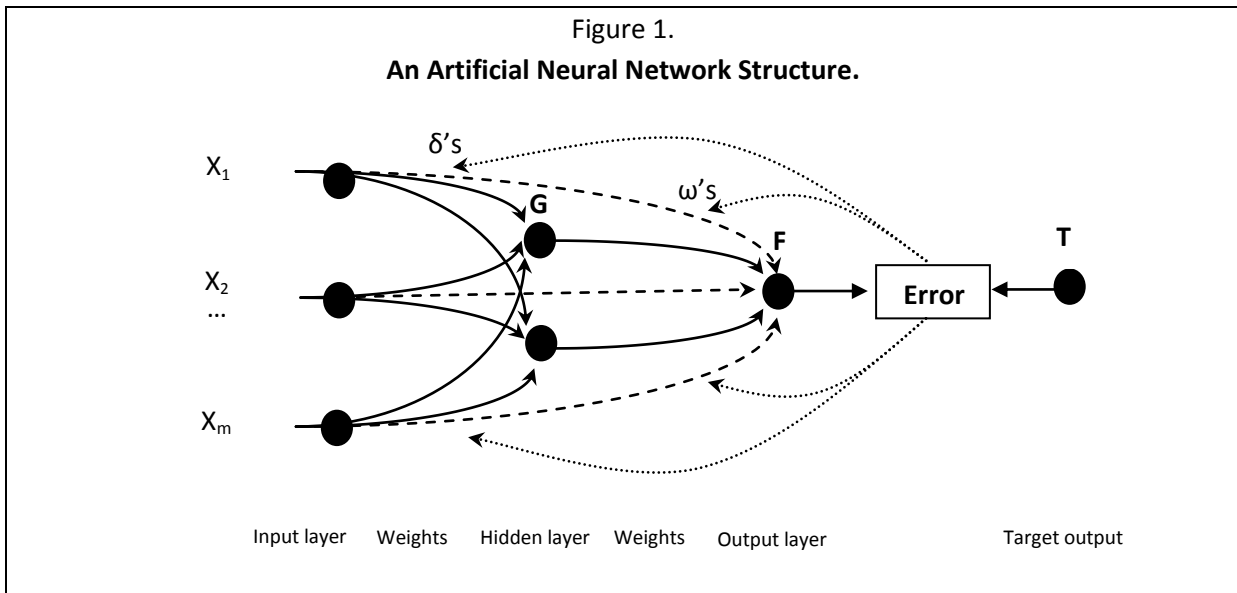 Figure 1.
An Artificial Neural Network Structure.
δ's
X₁
ω's
G
F
T
X₂
...
Error
Xₘ
Input layer
Weights
Hidden layer
Weights
Output layer
Target output